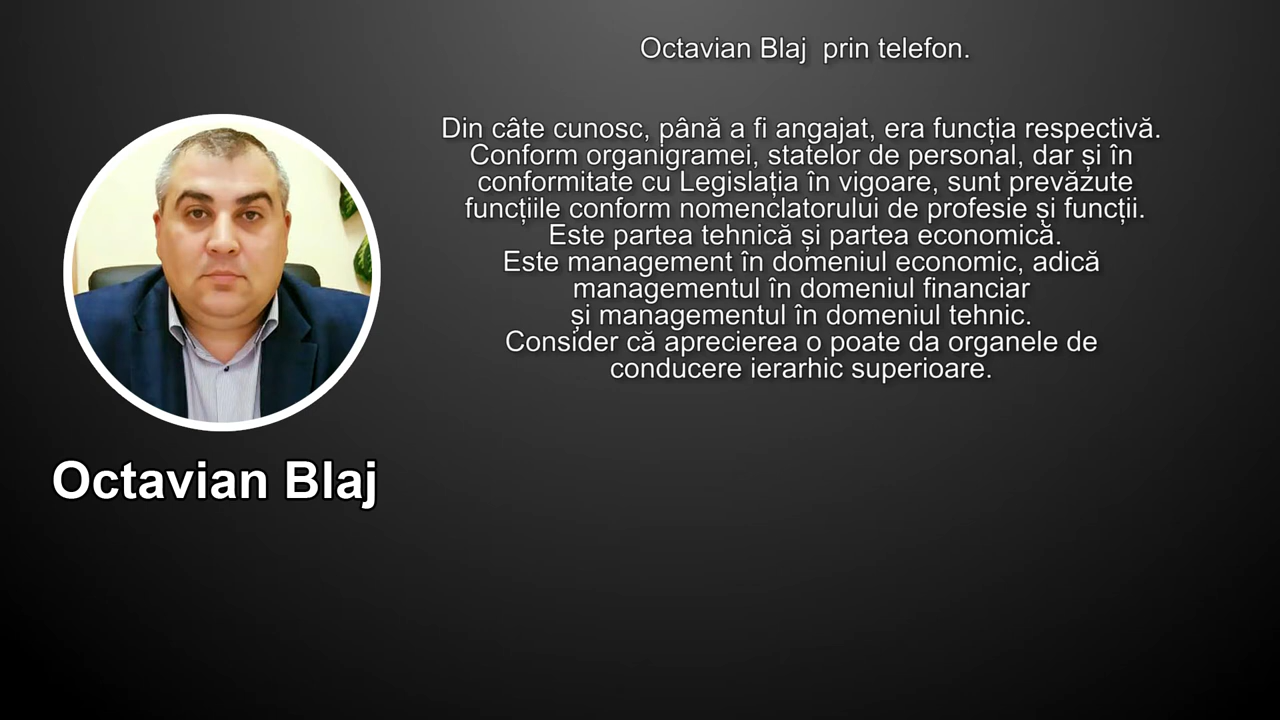 Octavian Blaj  prin telefon.
Din câte cunosc, până a fi angajat, era funcția respectivă.
Conform organigramei, statelor de personal, dar și în
conformitate cu Legislația în vigoare, sunt prevăzute
funcțiile conform nomenclatorului de profesie și funcții.
Este partea tehnică și partea economică.
Este management în domeniul economic, adică
managementul în domeniul financiar
și managementul în domeniul tehnic.
Consider că aprecierea o poate da organele de
conducere ierarhic superioare.
Octavian Blaj